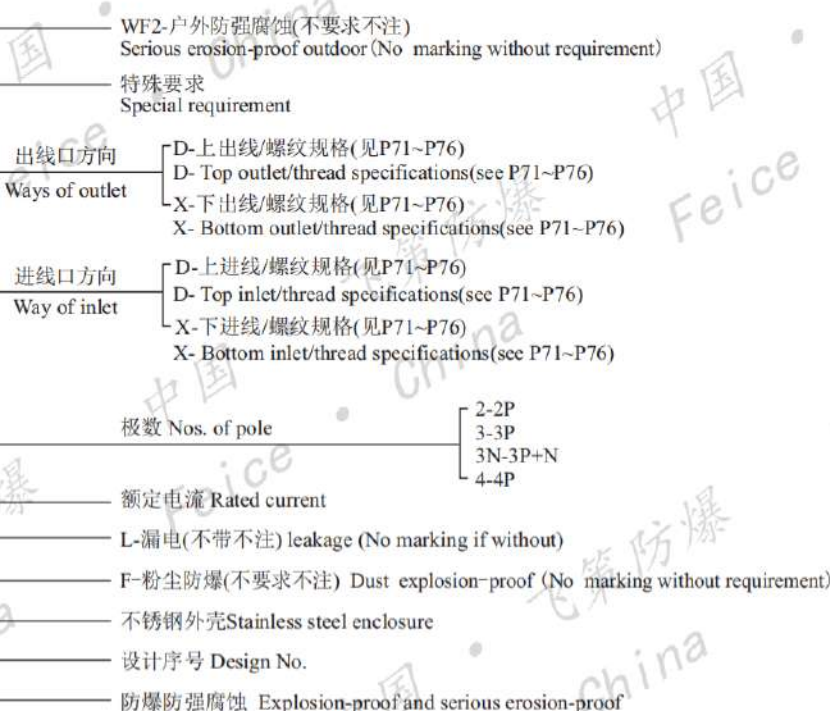 WF2-户外防强腐蚀(不要求不注)
Serious erosion-proof outdoor(No marking without requirement)
特殊要求
Special requirement
出线口方向
Ways of outlet
D-上出线/螺纹规格(见P71~P76)
D- Top outlet/thread specifications(see P71~P76)
X-下出线/螺纹规格(见P71~P76)
X- Bottom outlet/thread specifications(see P71~P76)
进线口方向
Way of inlet
D-上进线/螺纹规格(见P71~P76)
D- Top inlet/thread specifications(see P71~P76)
X-下进线/螺纹规格(见P71~P76)
X- Bottom inlet/thread specifications(see P71~P76)
极数 Nos. of pole
2-2P
3-3P
3N-3P+N
4-4P
额定电流 Rated current
L-漏电(不带不注) leakage (No marking if without)
F-粉尘防爆(不要求不注) Dust explosion-proof (No marking without requirement)
不锈钢外壳Stainless steel enclosure
设计序号 Design No.
防爆防强腐蚀 Explosion-proof and serious erosion-proof
中国 · Feice · China 飞策防爆